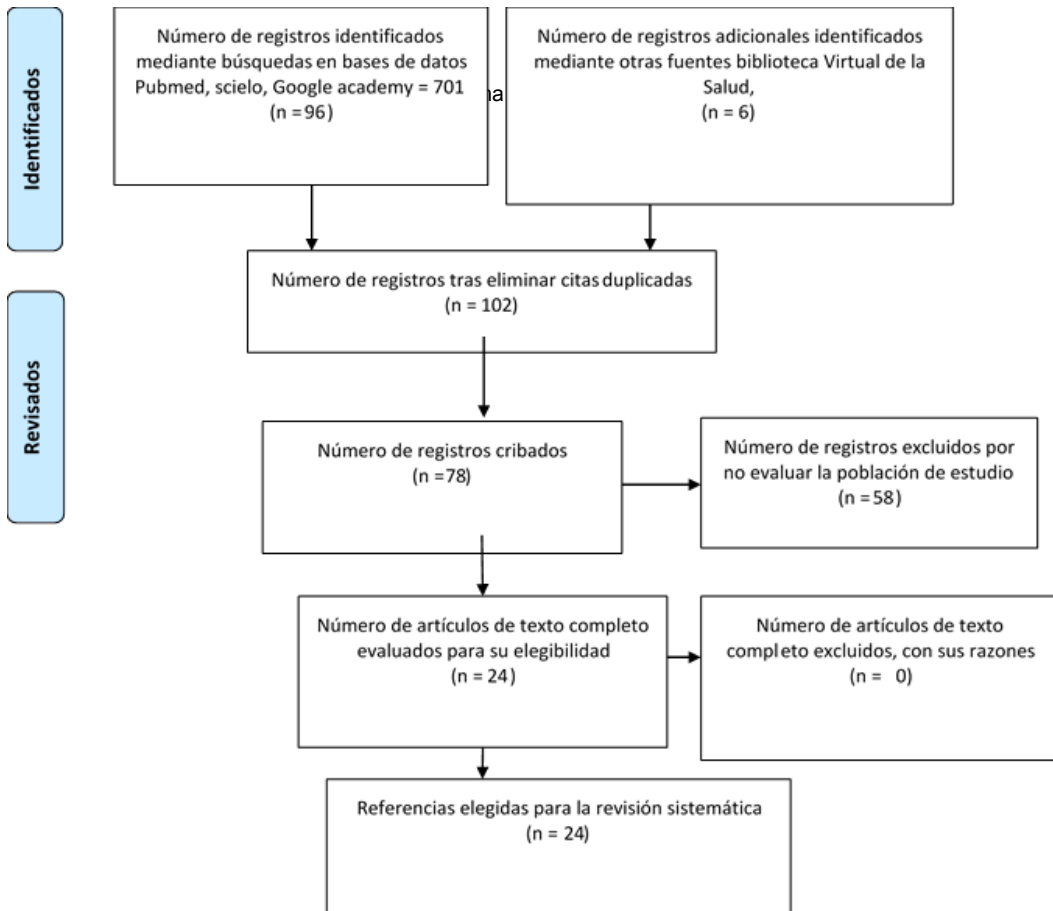 Identificados
Número de registros identificados
mediante búsquedas en bases de datos
Pubmed, scielo, Google academy = 701
(n = 96)
Número de registros adicionales identificados
mediante otras fuentes biblioteca Virtual de la
Salud,
(n = 6)
na
Número de registros tras eliminar citas duplicadas
(n = 102)
Revisados
Número de registros cribados
(n =78)
Número de registros excluidos por
no evaluar la población de estudio
(n = 58)
Número de artículos de texto completo
evaluados para su elegibilidad
(n = 24)
Número de artículos de texto
completo excluidos, con sus razones
(n = 0)
Referencias elegidas para la revisión sistemática
(n = 24)